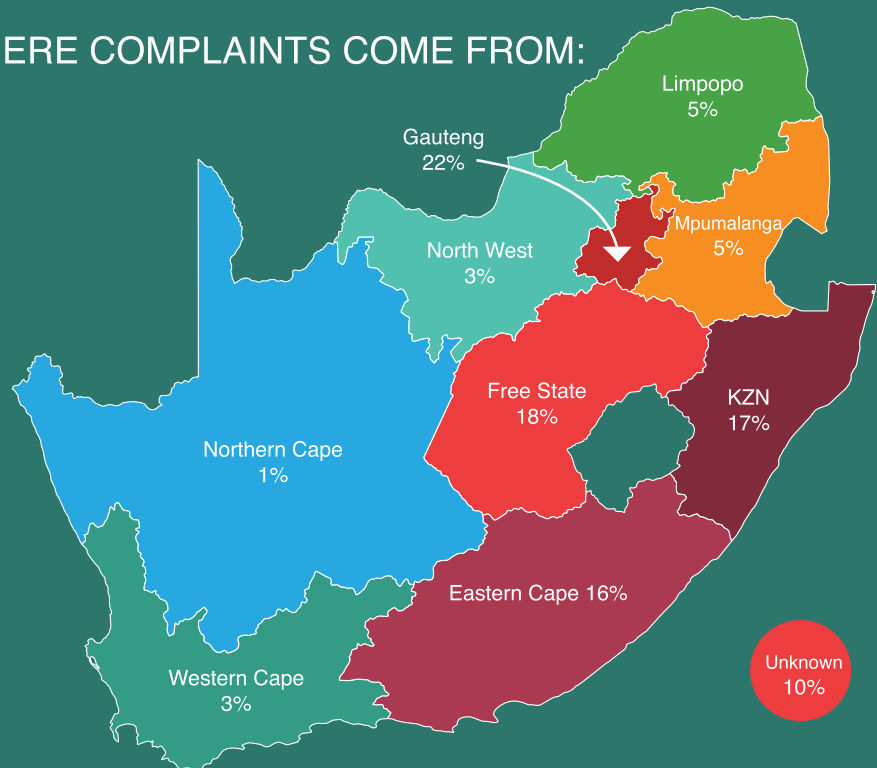 ERE COMPLAINTS COME FROM:
Limpopo
5%
Gauteng
22%
Mpumalanga
5%
North West
3%
Free State
18%
KZN
17%
Northern Cape
1%
Eastern Cape 16%
Western Cape
3%
Unknown
10%